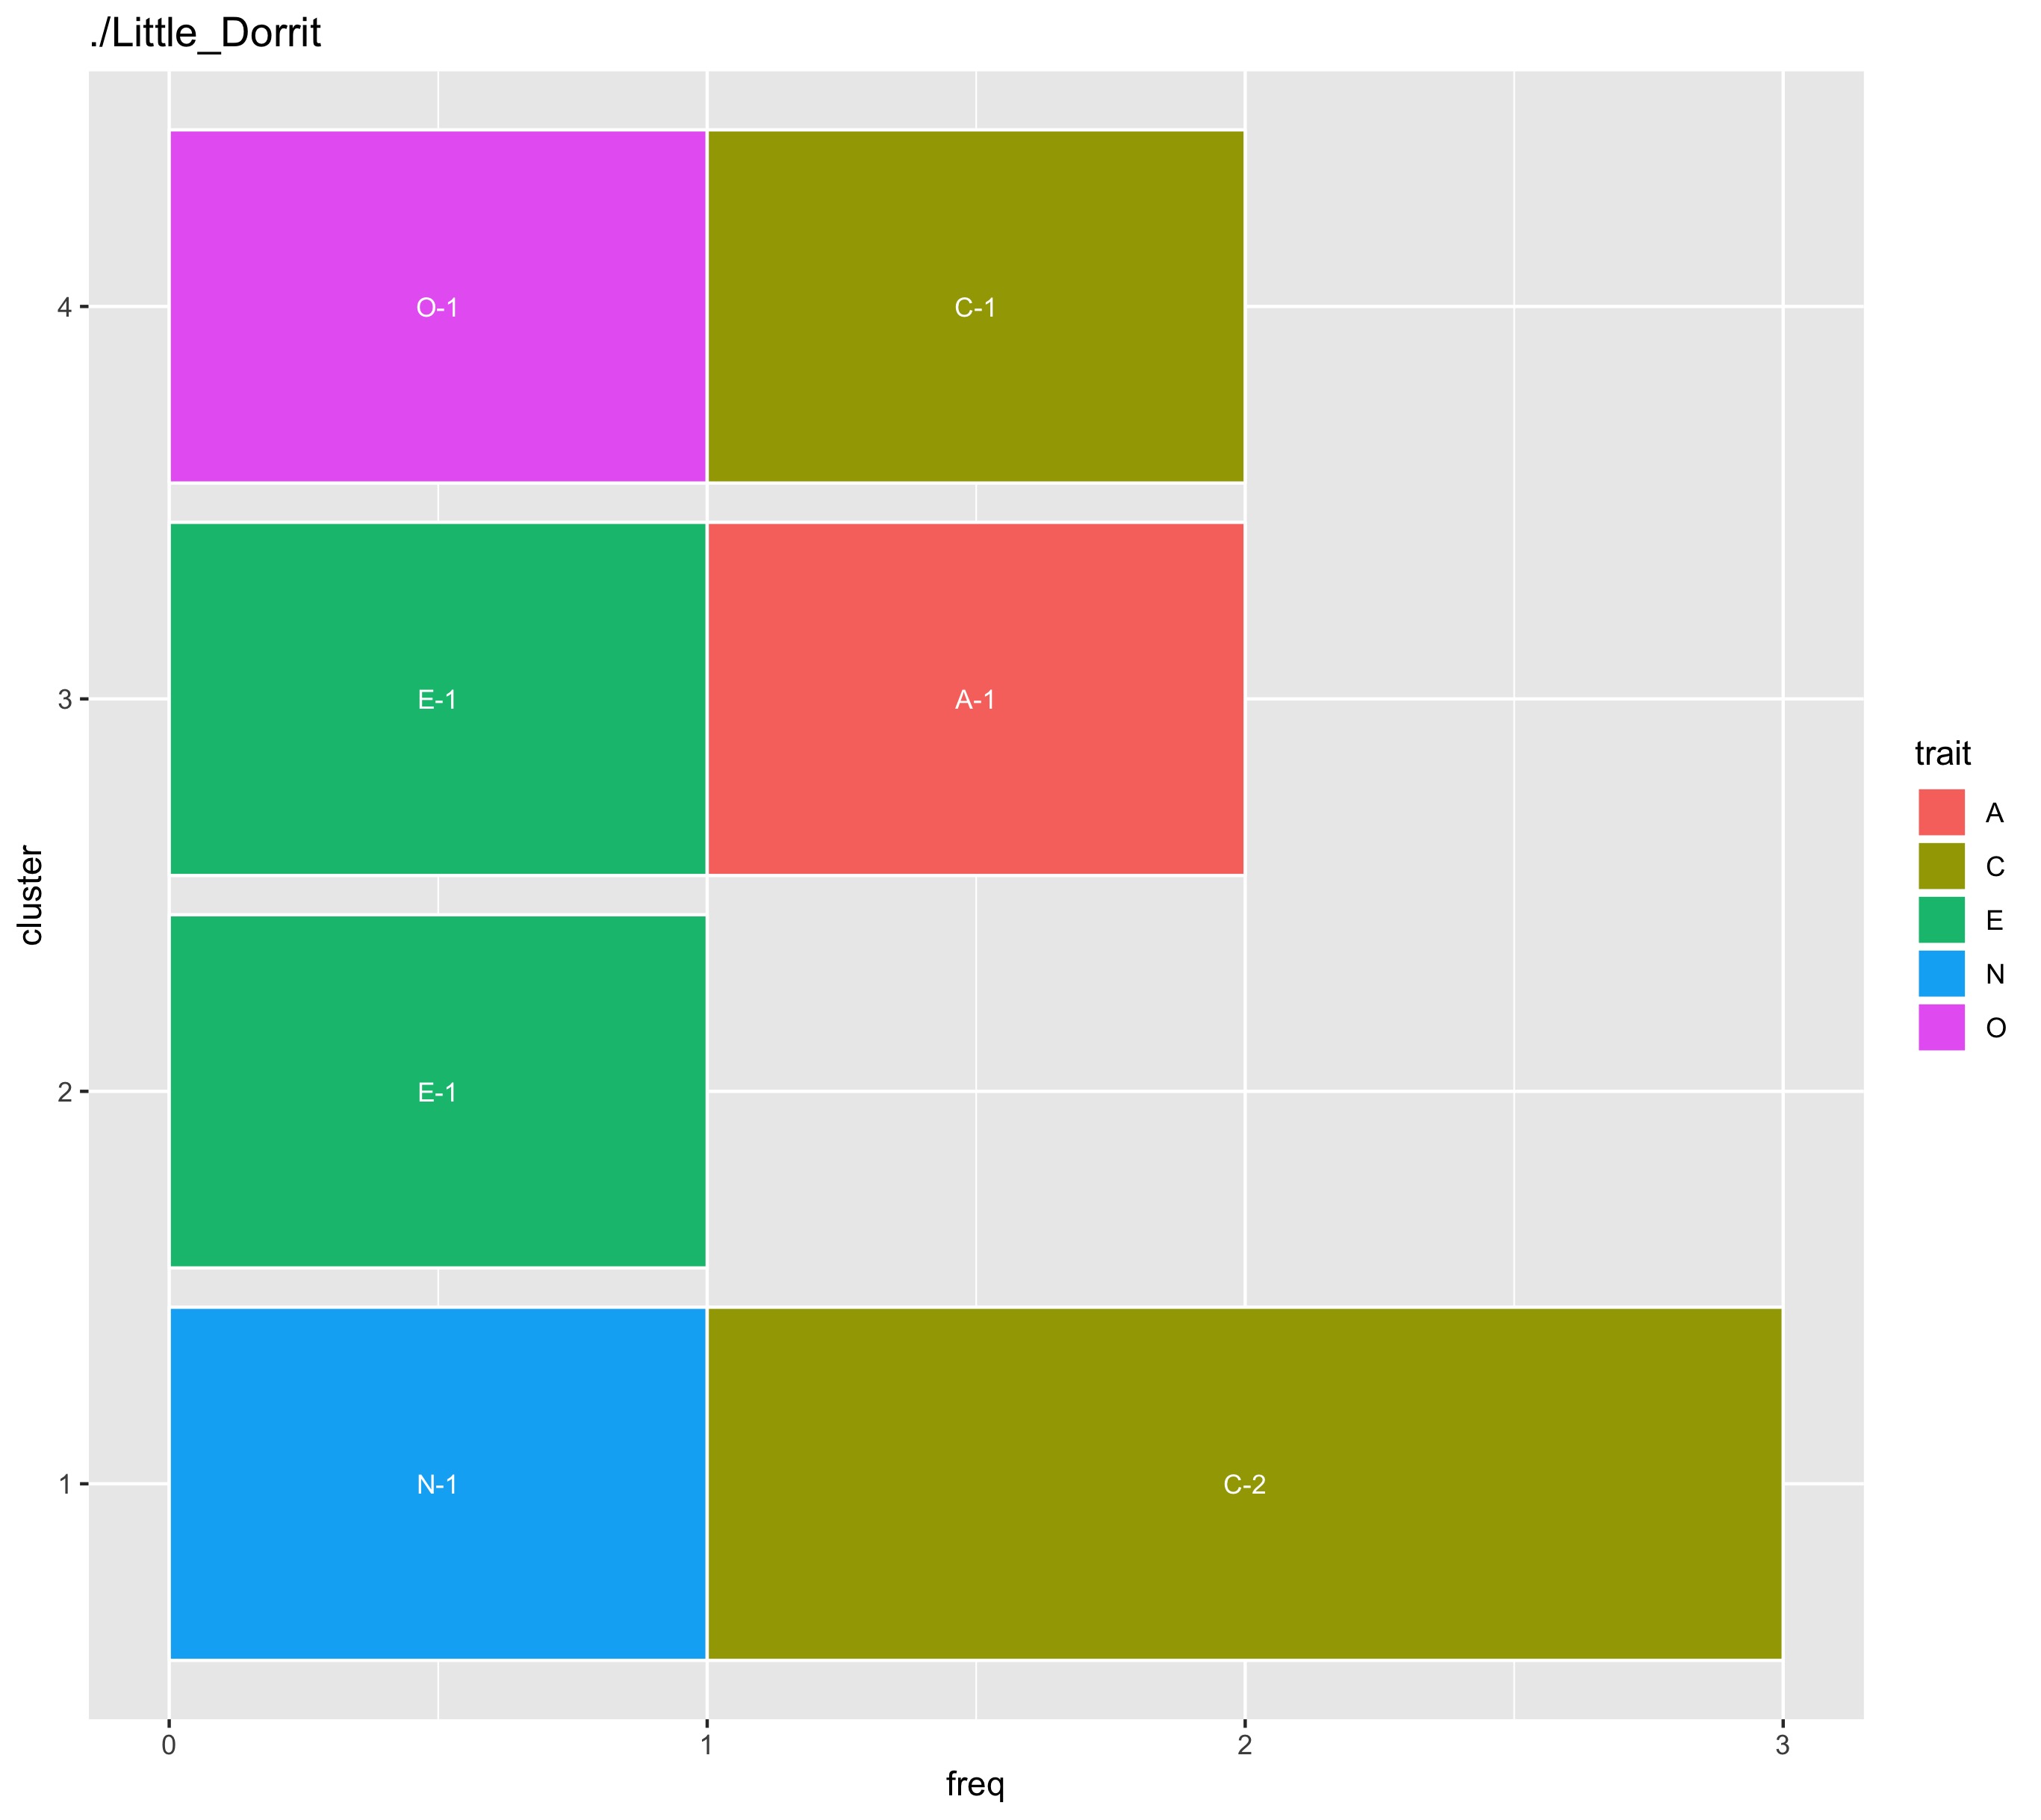 ./Little_Dorrit
cluster
4
O-1
C-1
3
E-1
A-1
2
E-1
1
N-1
C-2
0
1
2
3
freq
trait
A
C
E
N
O